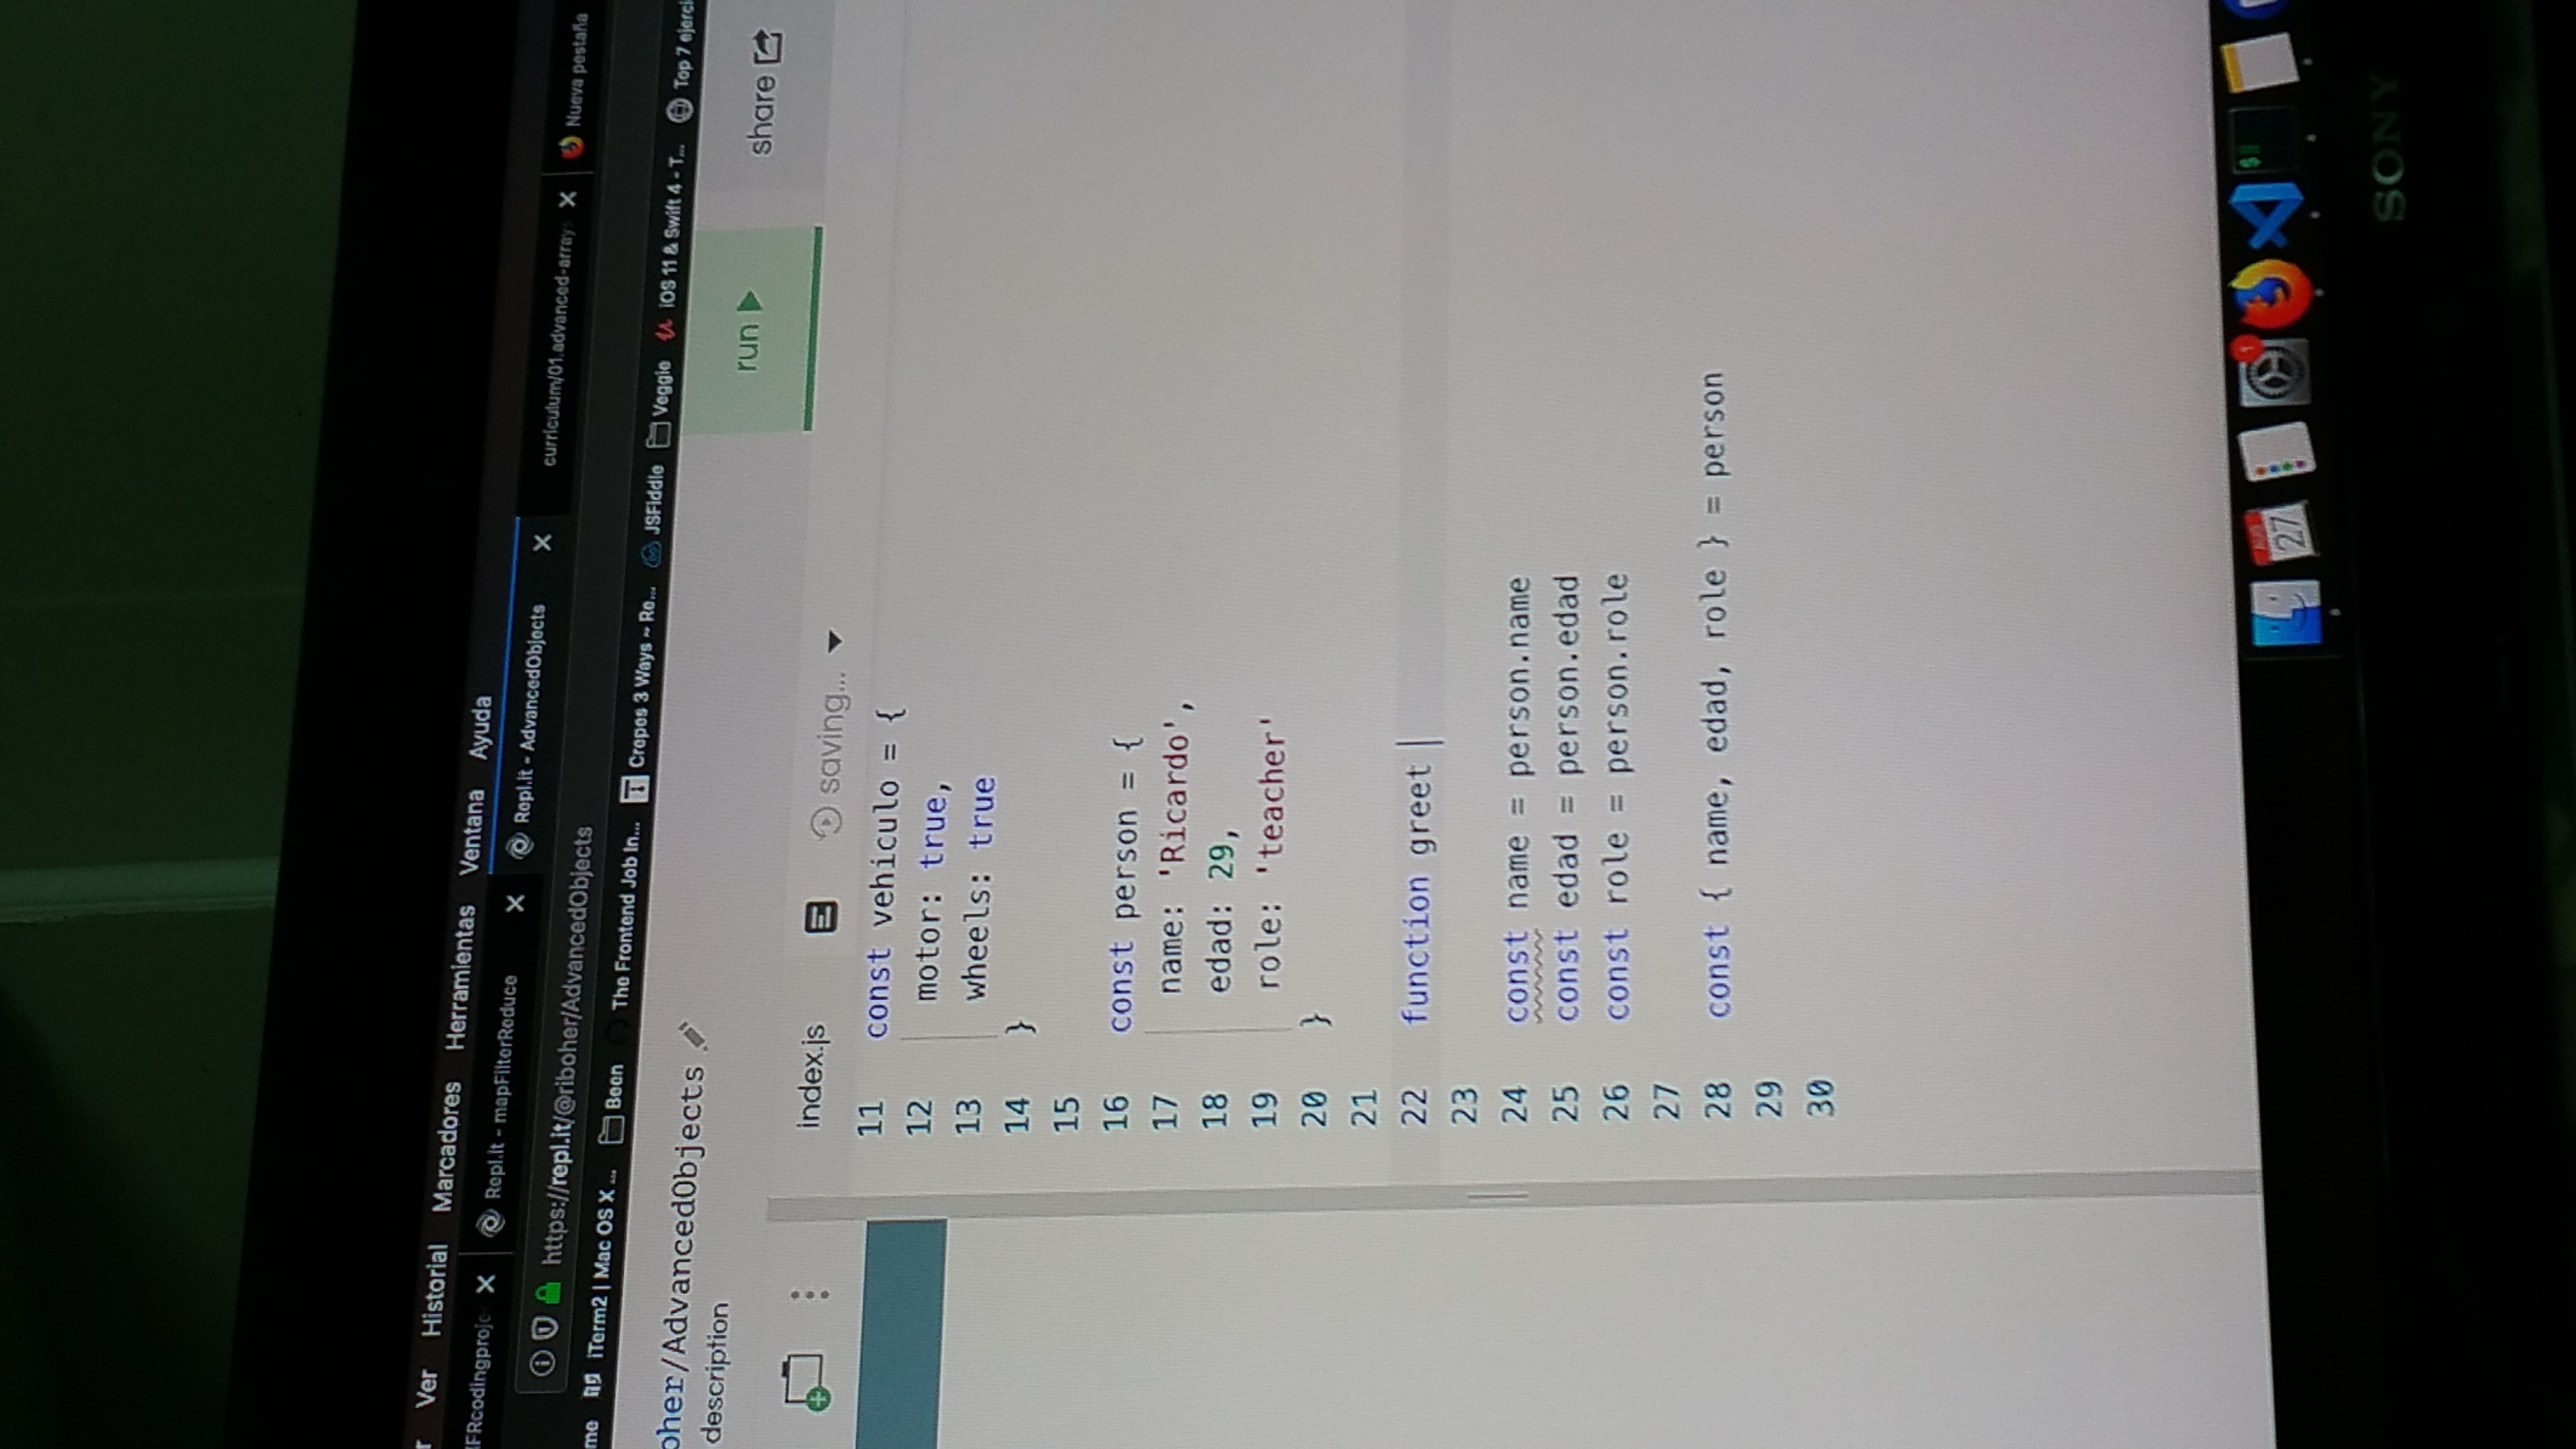 Ver Historial Marcadores Herramientas Ventana Ayuda
Repl.it - mapFilterReduce
Repl.it - AdvancedObjects
curriculum/01.advanced-array
Nueva pestaña
https://repl.it/@riboher/AdvancedObjects
iTerm2 | Mac OS X ...
Been
The Frontend Job In...
Crepes 3 Ways ~ Re...
JSFiddle
Veggie
iOS 11 & Swift 4 - T...
Top 7 ejerci
oher/AdvancedObjects
description
run
share
index.js
saving...
11 const vehiculo = {
12 motor: true,
13 wheels: true
14 }
15
16 const person = {
17 name: 'Ricardo',
18 edad: 29,
19 role: 'teacher'
20 }
21
22 function greet
23
24 const name = person.name
25 const edad = person.edad
26 const role = person.role
27
28 const { name, edad, role } = person
29
30
27
1
SONY